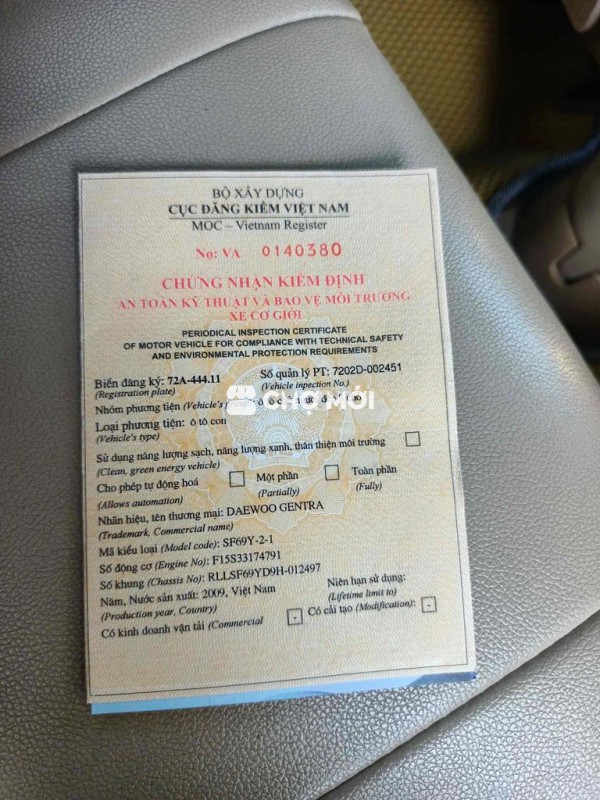 BỘ XÂY DỰNG
CỤC ĐĂNG KIỂM VIỆT NAM
MOC – Vietnam Register
No: VA 0140380
CHỨNG NHẬN KIỂM ĐỊNH
AN TOÀN KỸ THUẬT VÀ BẢO VỆ MÔI TRƯỜNG
XE CƠ GIỚI
PERIODICAL INSPECTION CERTIFICATE
OF MOTOR VEHICLE FOR COMPLIANCE WITH TECHNICAL SAFETY
AND ENVIRONMENTAL PROTECTION REQUIREMENTS
Biển đăng ký: 72A-444.11 Số quản lý PT: 7202D-002451
(Registration plate) (Vehicle inpection No.)
Nhóm phương tiện (Vehicle's
CHỢ MỚI
Loại phương tiện: ô tô con
(Vehicle's type)
Sử dụng năng lượng sạch, năng lượng xanh, thân thiện môi trường
(Clean, green energy vehicle)
Cho phép tự động hoá Một phần Toàn phần
(Allows automation) (Partially) (Fully)
Nhãn hiệu, tên thương mại: DAEWOO GENTRA
(Trademark, Commercial name)
Mã kiểu loại (Model code): SF69Y-2-1
Số động cơ (Engine No): F15S33174791
Số khung (Chassis No): RLLSF69YD9H-012497
Năm, Nước sản xuất: 2009, Việt Nam Niên hạn sử dụng:
(Production year, Country) (Lifetime limit to)
Có kinh doanh vận tải (Commercial - Có cải tạo (Modification): -